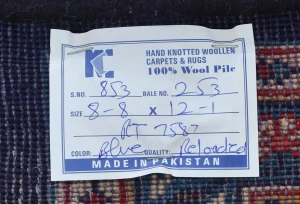 HAND KNOTTED WOOLLEN
CARPETS & RUGS
100% Wool Pile
S.NO. 853 BALE NO. 253
SIZE 8-8 x 12-1
RT 7587
COLOR: Blue QUALITY: Reloaded
MADE IN PAKISTAN